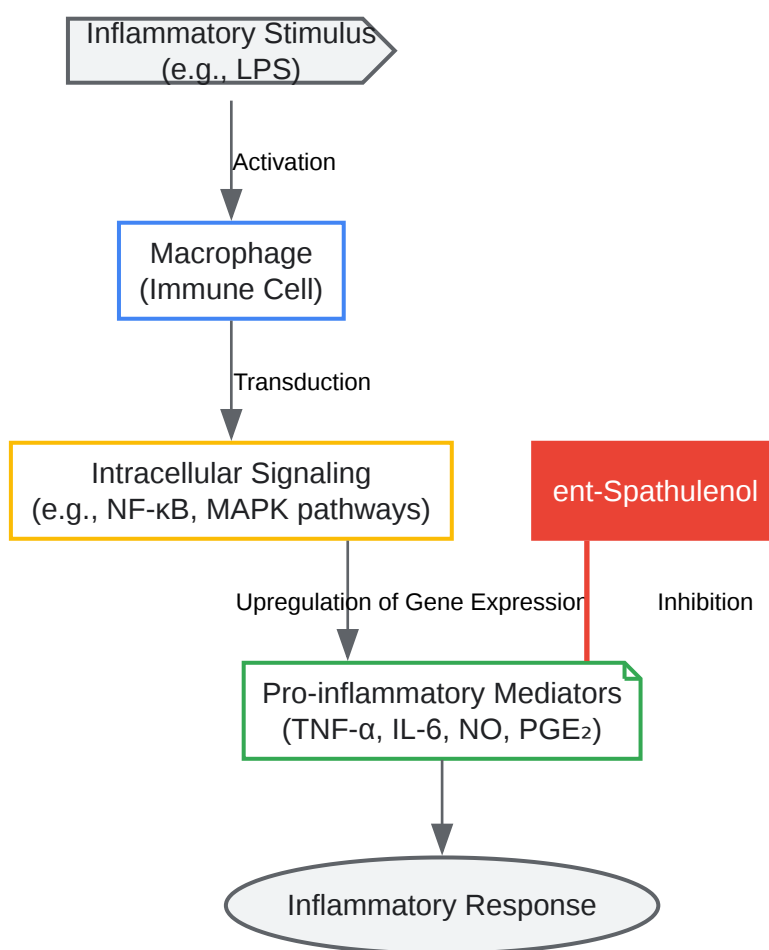 Inflammatory Stimulus
(e.g., LPS)
Activation
Macrophage
(Immune Cell)
Transduction
Intracellular Signaling
(e.g., NF-κB, MAPK pathways)
ent-Spathulenol
Upregulation of Gene Expression
Inhibition
Pro-inflammatory Mediators
(TNF-α, IL-6, NO, PGE₂)
Inflammatory Response